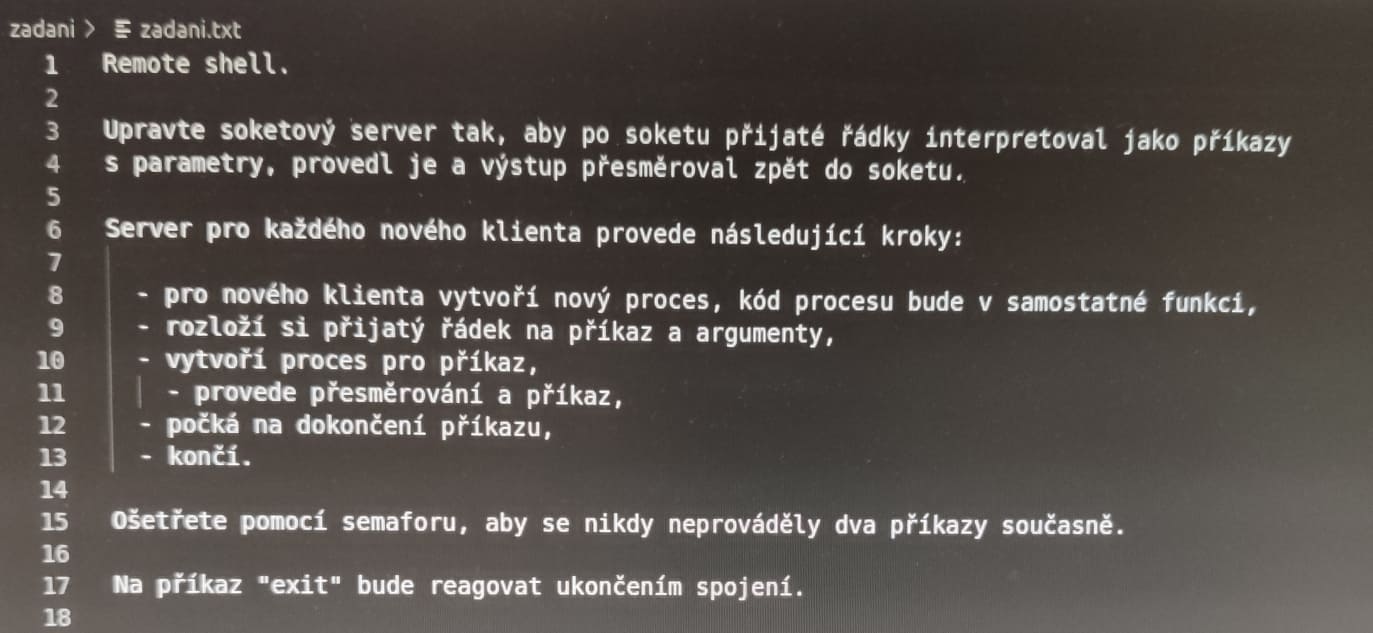 zadani > zadani.txt
1 Remote shell.
2
3 Upravte soketový server tak, aby po soketu přijaté řádky interpretoval jako příkazy
4 s parametry, provedl je a výstup přesměroval zpět do soketu.
5
6 Server pro každého nového klienta provede následující kroky:
7
8 - pro nového klienta vytvoří nový proces, kód procesu bude v samostatné funkci,
9 - rozloží si přijatý řádek na příkaz a argumenty,
10 - vytvoří proces pro příkaz,
11 - provede přesměrování a příkaz,
12 - počká na dokončení příkazu,
13 - končí.
14
15 Ošetřete pomocí semaforu, aby se nikdy neprováděly dva příkazy současně.
16
17 Na příkaz "exit" bude reagovat ukončením spojení.
18